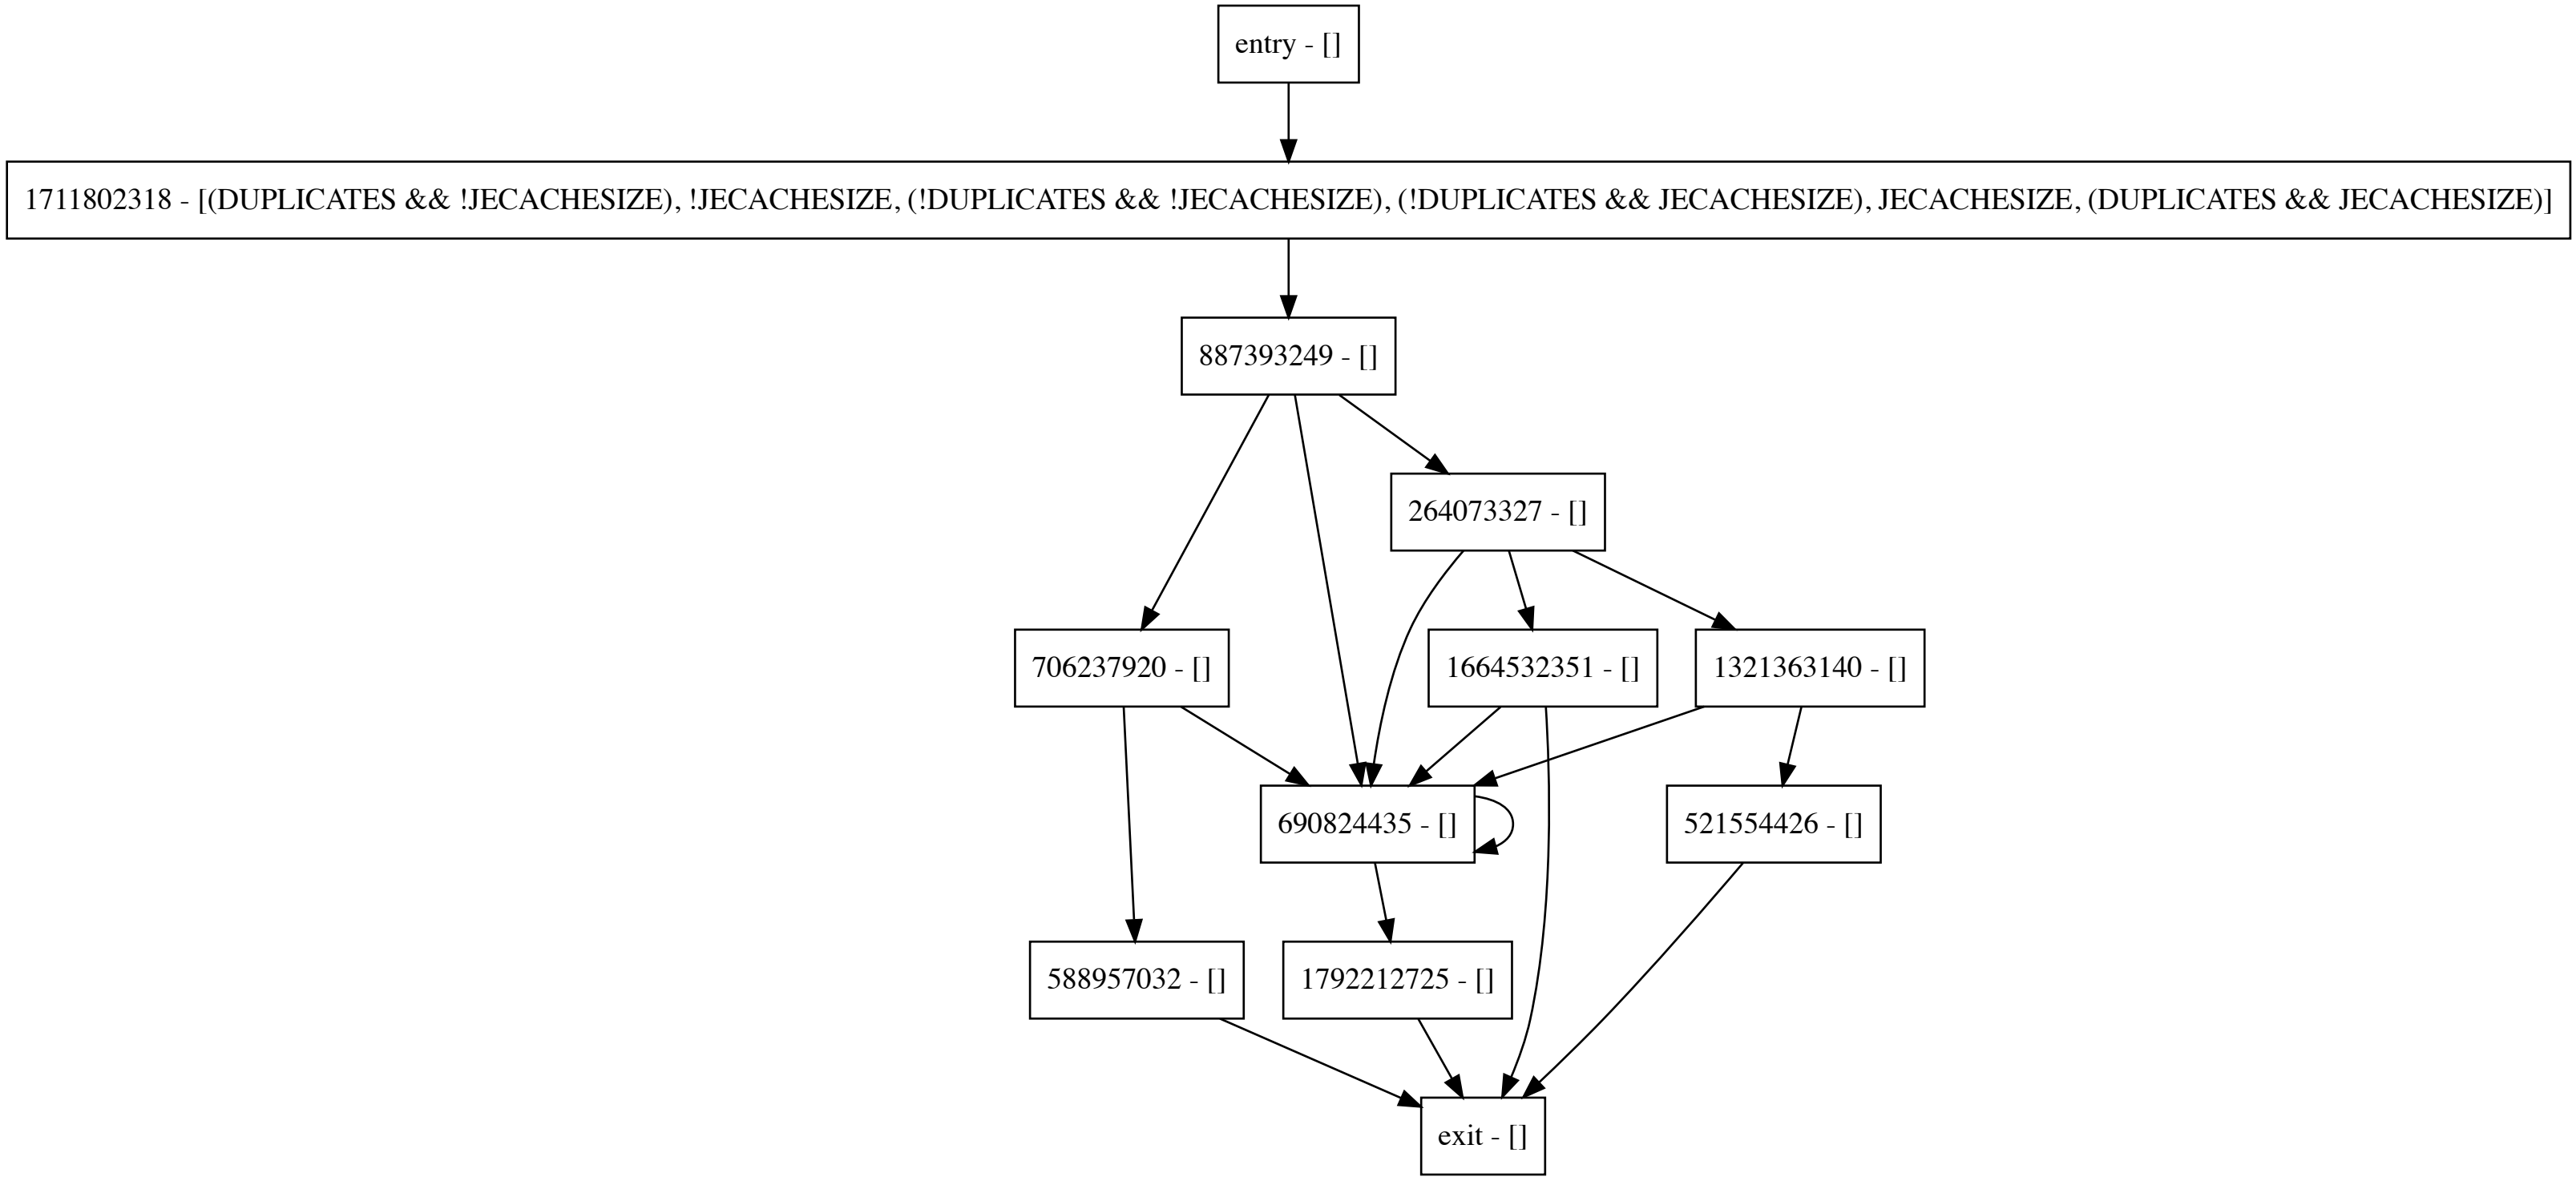 entry - []
1711802318 - [(DUPLICATES && !JECACHESIZE), !JECACHESIZE, (!DUPLICATES && !JECACHESIZE), (!DUPLICATES && JECACHESIZE), JECACHESIZE, (DUPLICATES && JECACHESIZE)]
887393249 - []
264073327 - []
706237920 - []
1664532351 - []
1321363140 - []
690824435 - []
521554426 - []
588957032 - []
1792212725 - []
exit - []